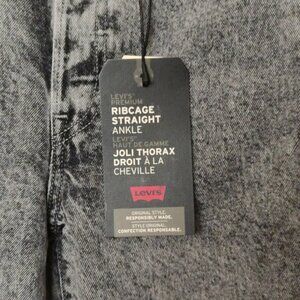 LEVI'S®
PREMIUM
RIBCAGE
STRAIGHT
ANKLE
LEVI'S®
HAUT DE GAMME
JOLI THORAX
DROIT À LA
CHEVILLE
Levi's
ORIGINAL STYLE.
RESPONSIBLY MADE.
STYLE ORIGINAL.
CONFECTION RESPONSABLE.